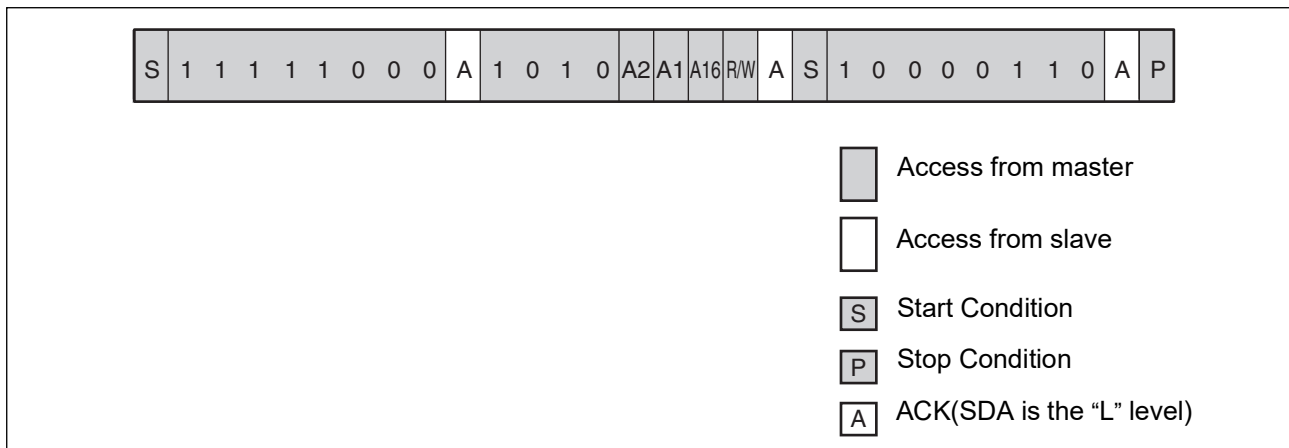 S 1 1 1 1 1 0 0 0 A 1 0 1 0 A2 A1 A16 R/W A S 1 0 0 0 0 1 1 0 A P
Access from master
Access from slave
S Start Condition
P Stop Condition
A ACK(SDA is the “L” level)